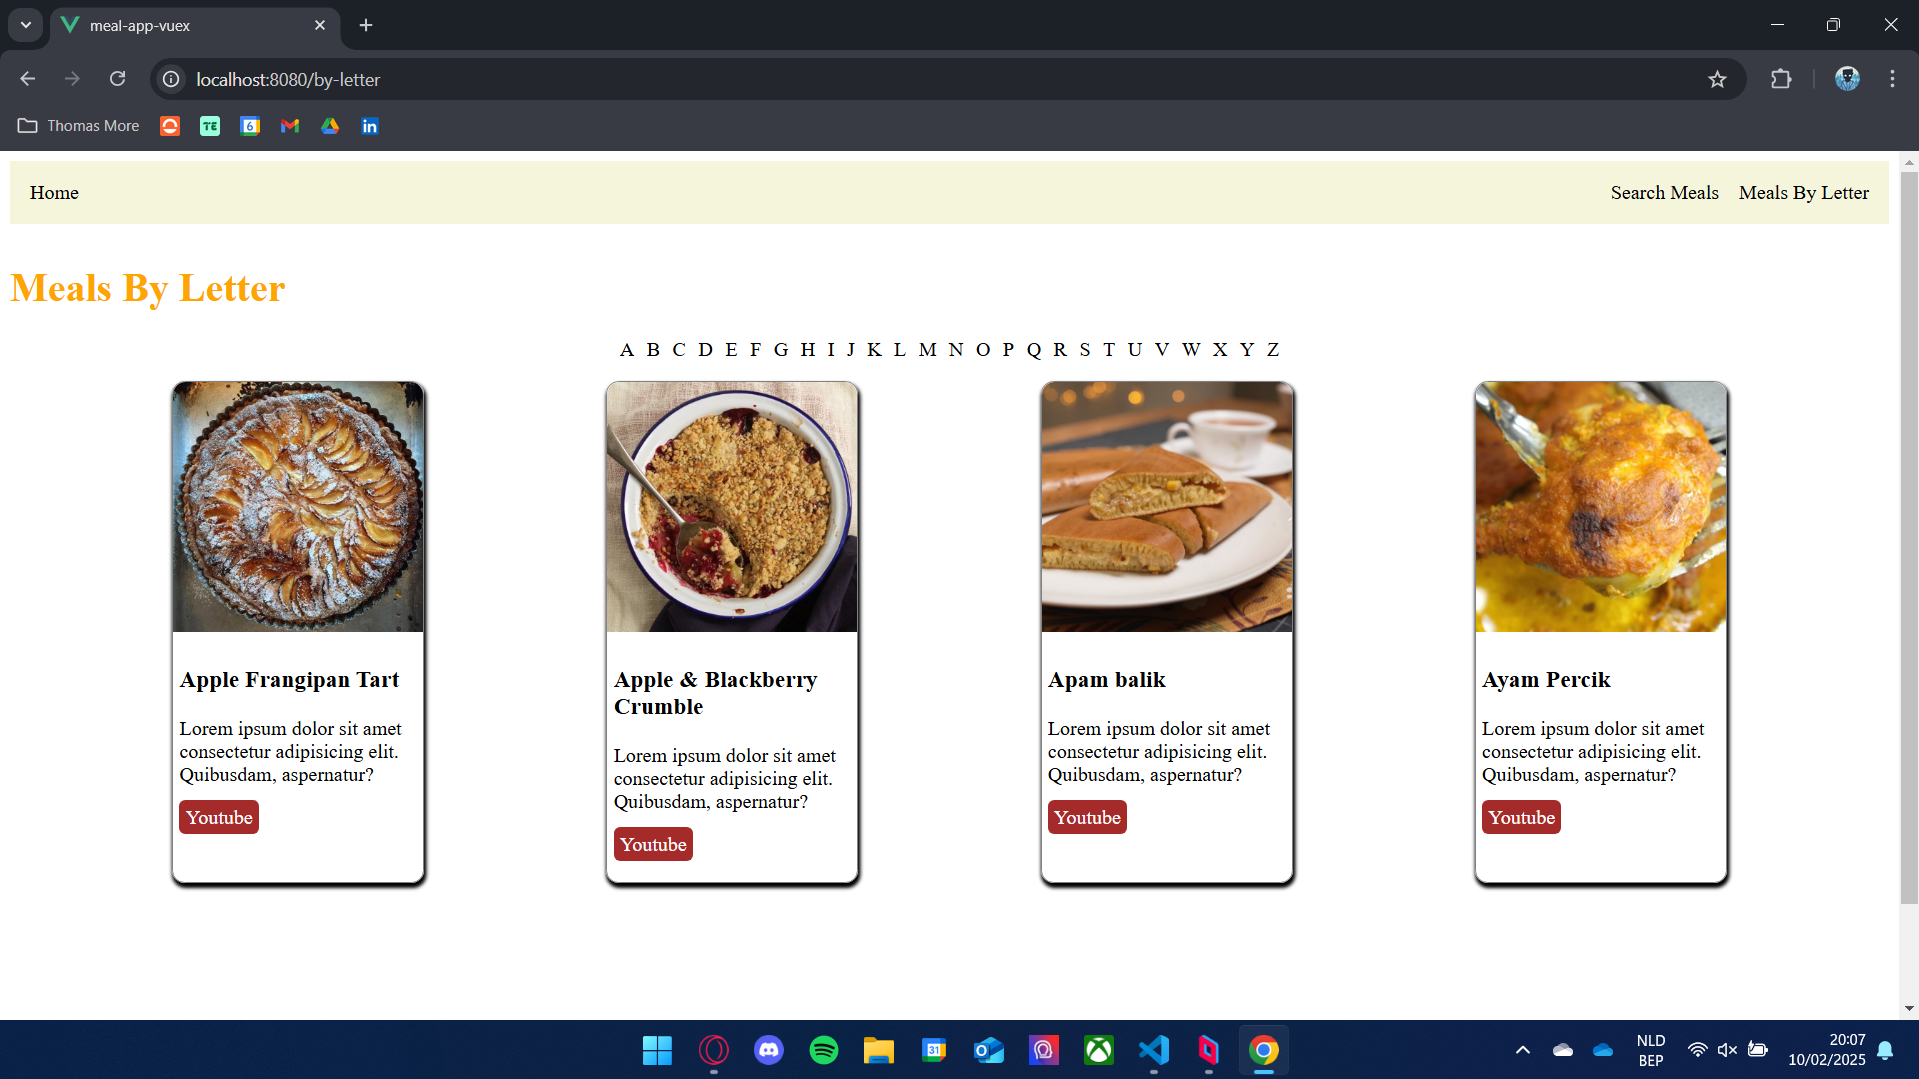 meal-app-vuex
localhost:8080/by-letter
Thomas More
TE
6
in
Home
Search Meals
Meals By Letter
Meals By Letter
A B C D E F G H I J K L M N O P Q R S T U V W X Y Z
Apple Frangipan Tart
Lorem ipsum dolor sit amet
consectetur adipisicing elit.
Quibusdam, aspernatur?
Youtube
Apple & Blackberry
Crumble
Lorem ipsum dolor sit amet
consectetur adipisicing elit.
Quibusdam, aspernatur?
Youtube
Apam balik
Lorem ipsum dolor sit amet
consectetur adipisicing elit.
Quibusdam, aspernatur?
Youtube
Ayam Percik
Lorem ipsum dolor sit amet
consectetur adipisicing elit.
Quibusdam, aspernatur?
Youtube
31
NLD
BEP
20:07
10/02/2025